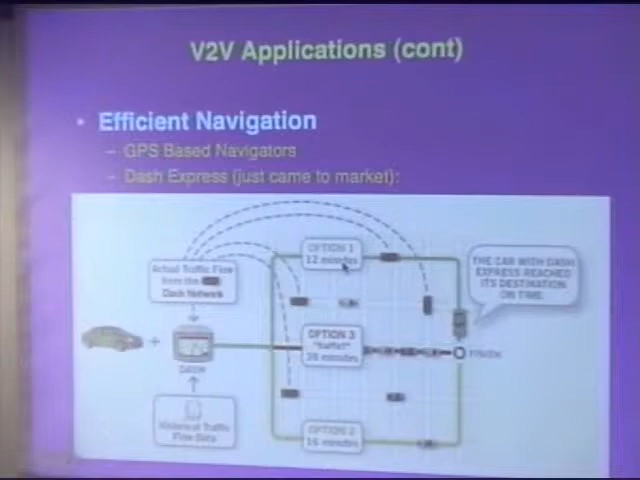 V2V Applications (cont)
• Efficient Navigation
– GPS Based Navigators
– Dash Express (just came to market):
OPTION 1
12 minutes
Actual Traffic Flow
from the
Dash Network
THE CAR WITH DASH
EXPRESS REACHED
ITS DESTINATION
ON TIME.
OPTION 3
38 minutes
+
FINISH
DASH
Historical Traffic
Flow Data
OPTION 2
16 minutes